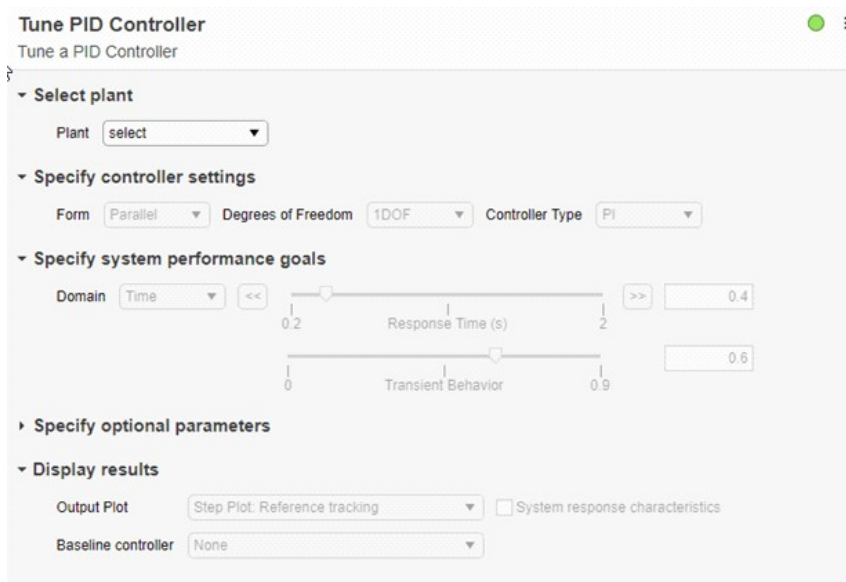 Tune PID Controller
Tune a PID Controller
Select plant
Plant select
Specify controller settings
Form Parallel Degrees of Freedom 1DOF Controller Type PI
Specify system performance goals
Domain Time << >> 0.4
0.2 Response Time (s) 2
0.6
0 Transient Behavior 0.9
Specify optional parameters
Display results
Output Plot Step Plot: Reference tracking System response characteristics
Baseline controller None